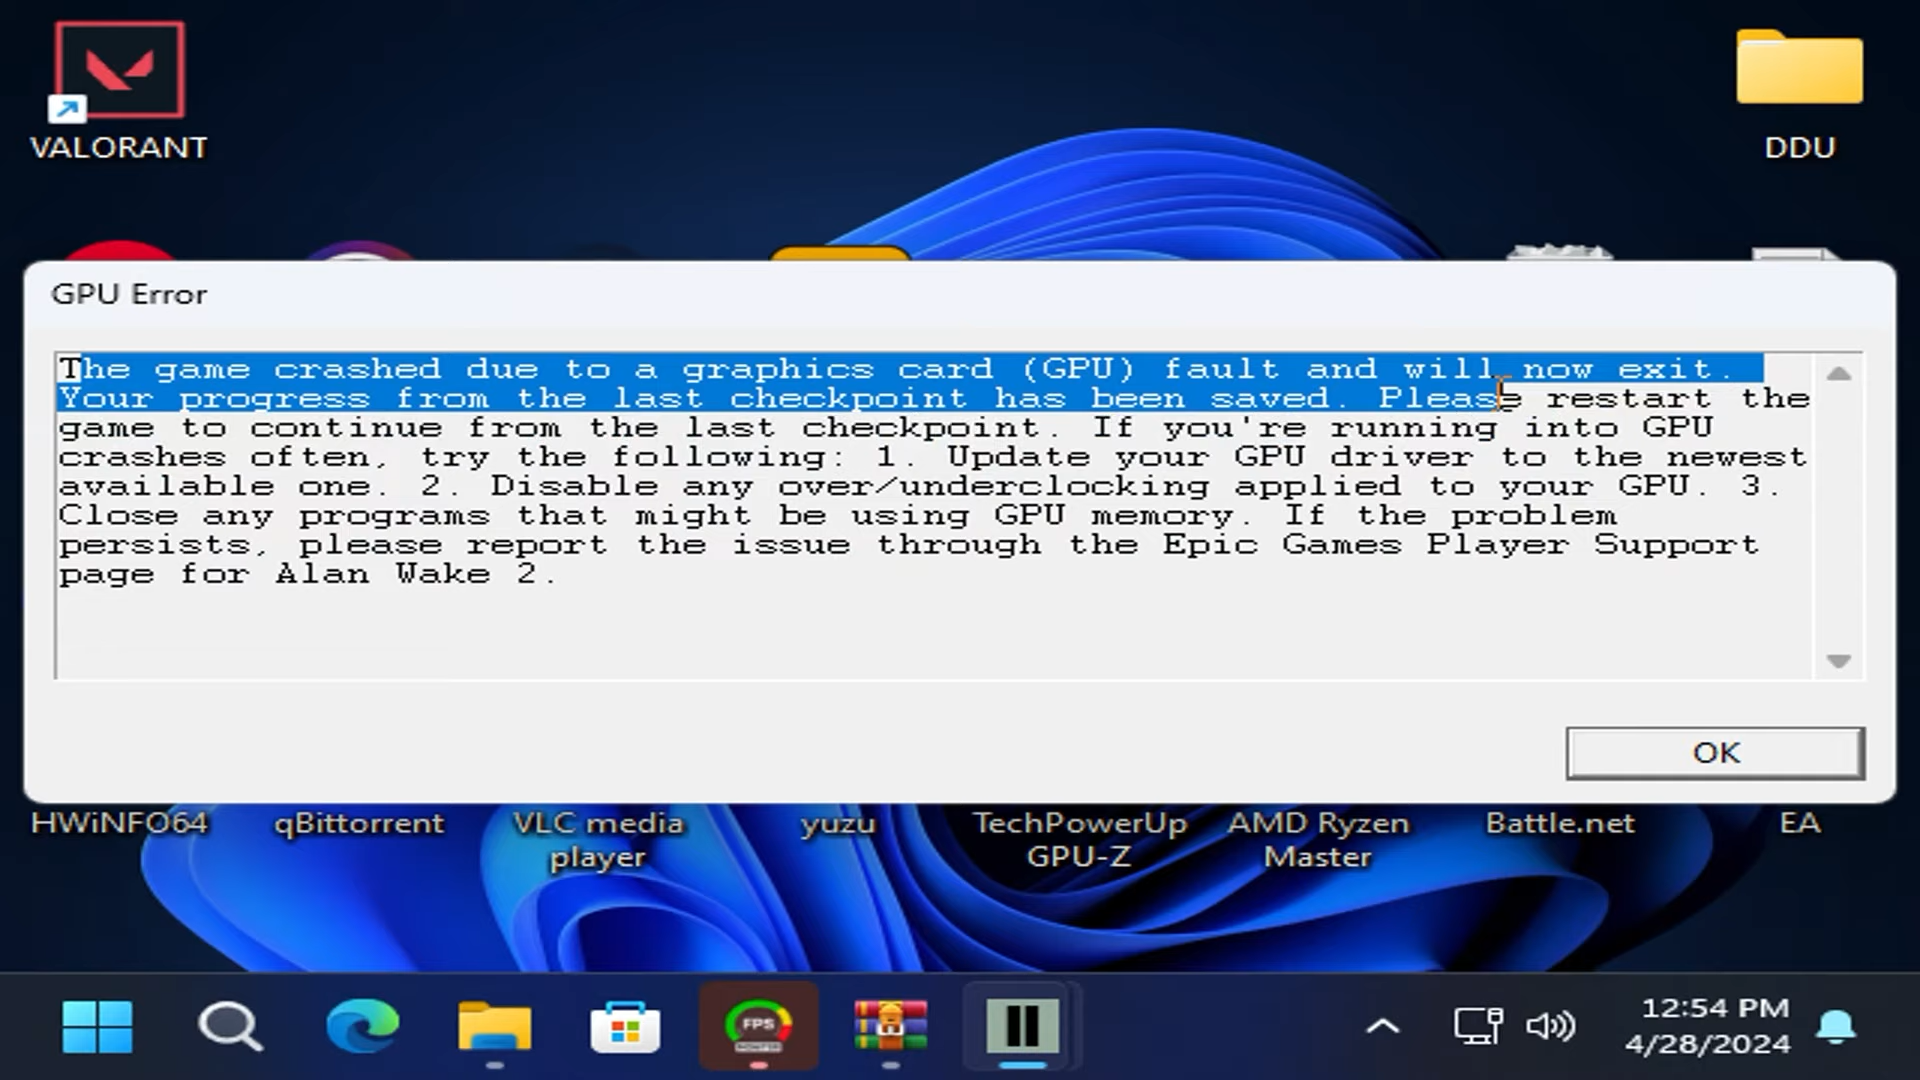 VALORANT
DDU
GPU Error
The game crashed due to a graphics card (GPU) fault and will now exit.
Your progress from the last checkpoint has been saved. Please restart the
game to continue from the last checkpoint. If you're running into GPU
crashes often, try the following: 1. Update your GPU driver to the newest
available one. 2. Disable any over/underclocking applied to your GPU. 3.
Close any programs that might be using GPU memory. If the problem
persists, please report the issue through the Epic Games Player Support
page for Alan Wake 2.
OK
HWiNFO64
qBittorrent
VLC media
player
yuzu
TechPowerUp
GPU-Z
AMD Ryzen
Master
Battle.net
EA
FPS
MONITOR
12:54 PM
4/28/2024